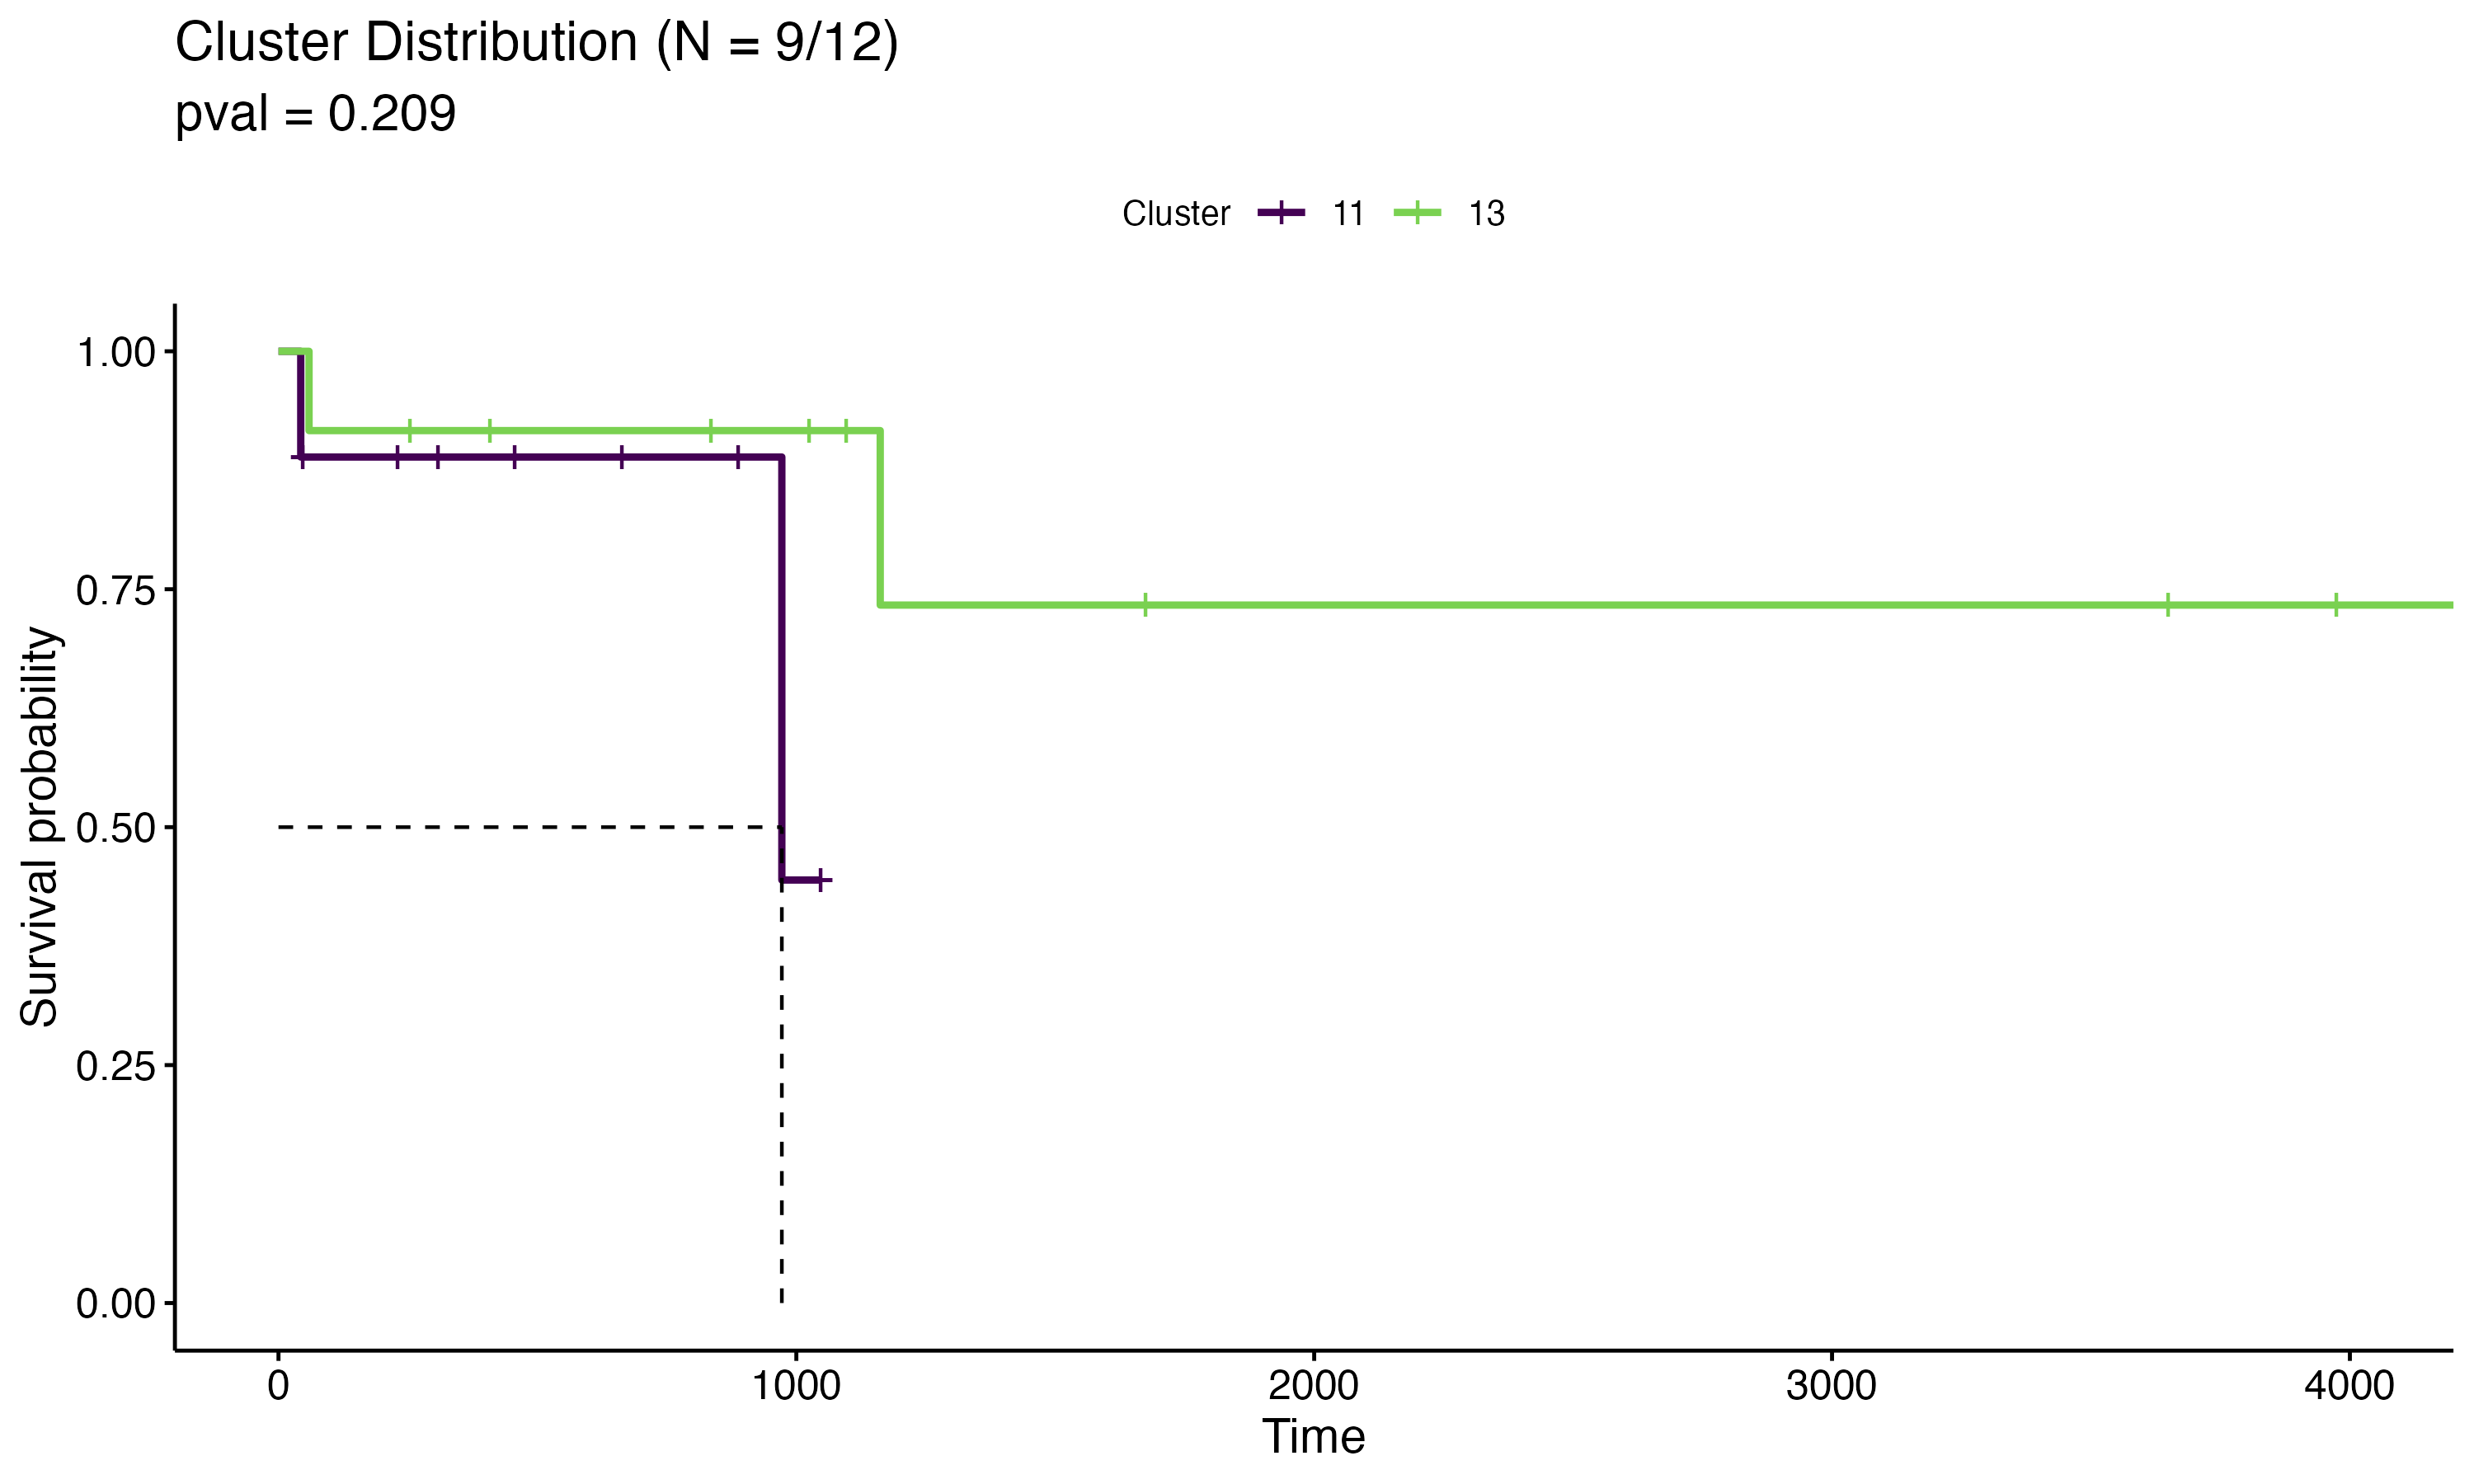 Cluster Distribution (N = 9/12)
pval = 0.209
Cluster 11 13
Survival probability
1.00
0.75
0.50
0.25
0.00
0 1000 2000 3000 4000
Time